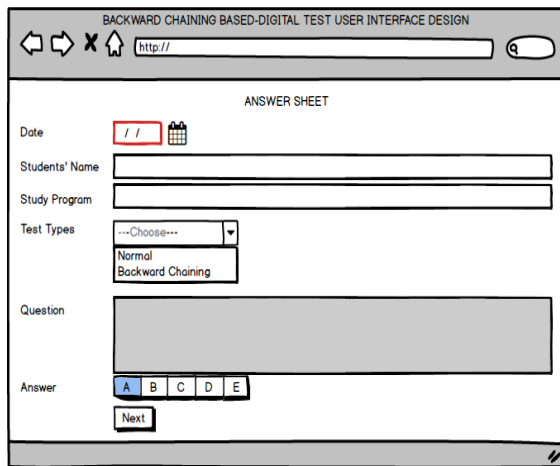 BACKWARD CHAINING BASED-DIGITAL TEST USER INTERFACE DESIGN
http://
ANSWER SHEET
Date / /
Students' Name
Study Program
Test Types ---Choose---
Normal
Backward Chaining
Question
Answer A B C D E
Next